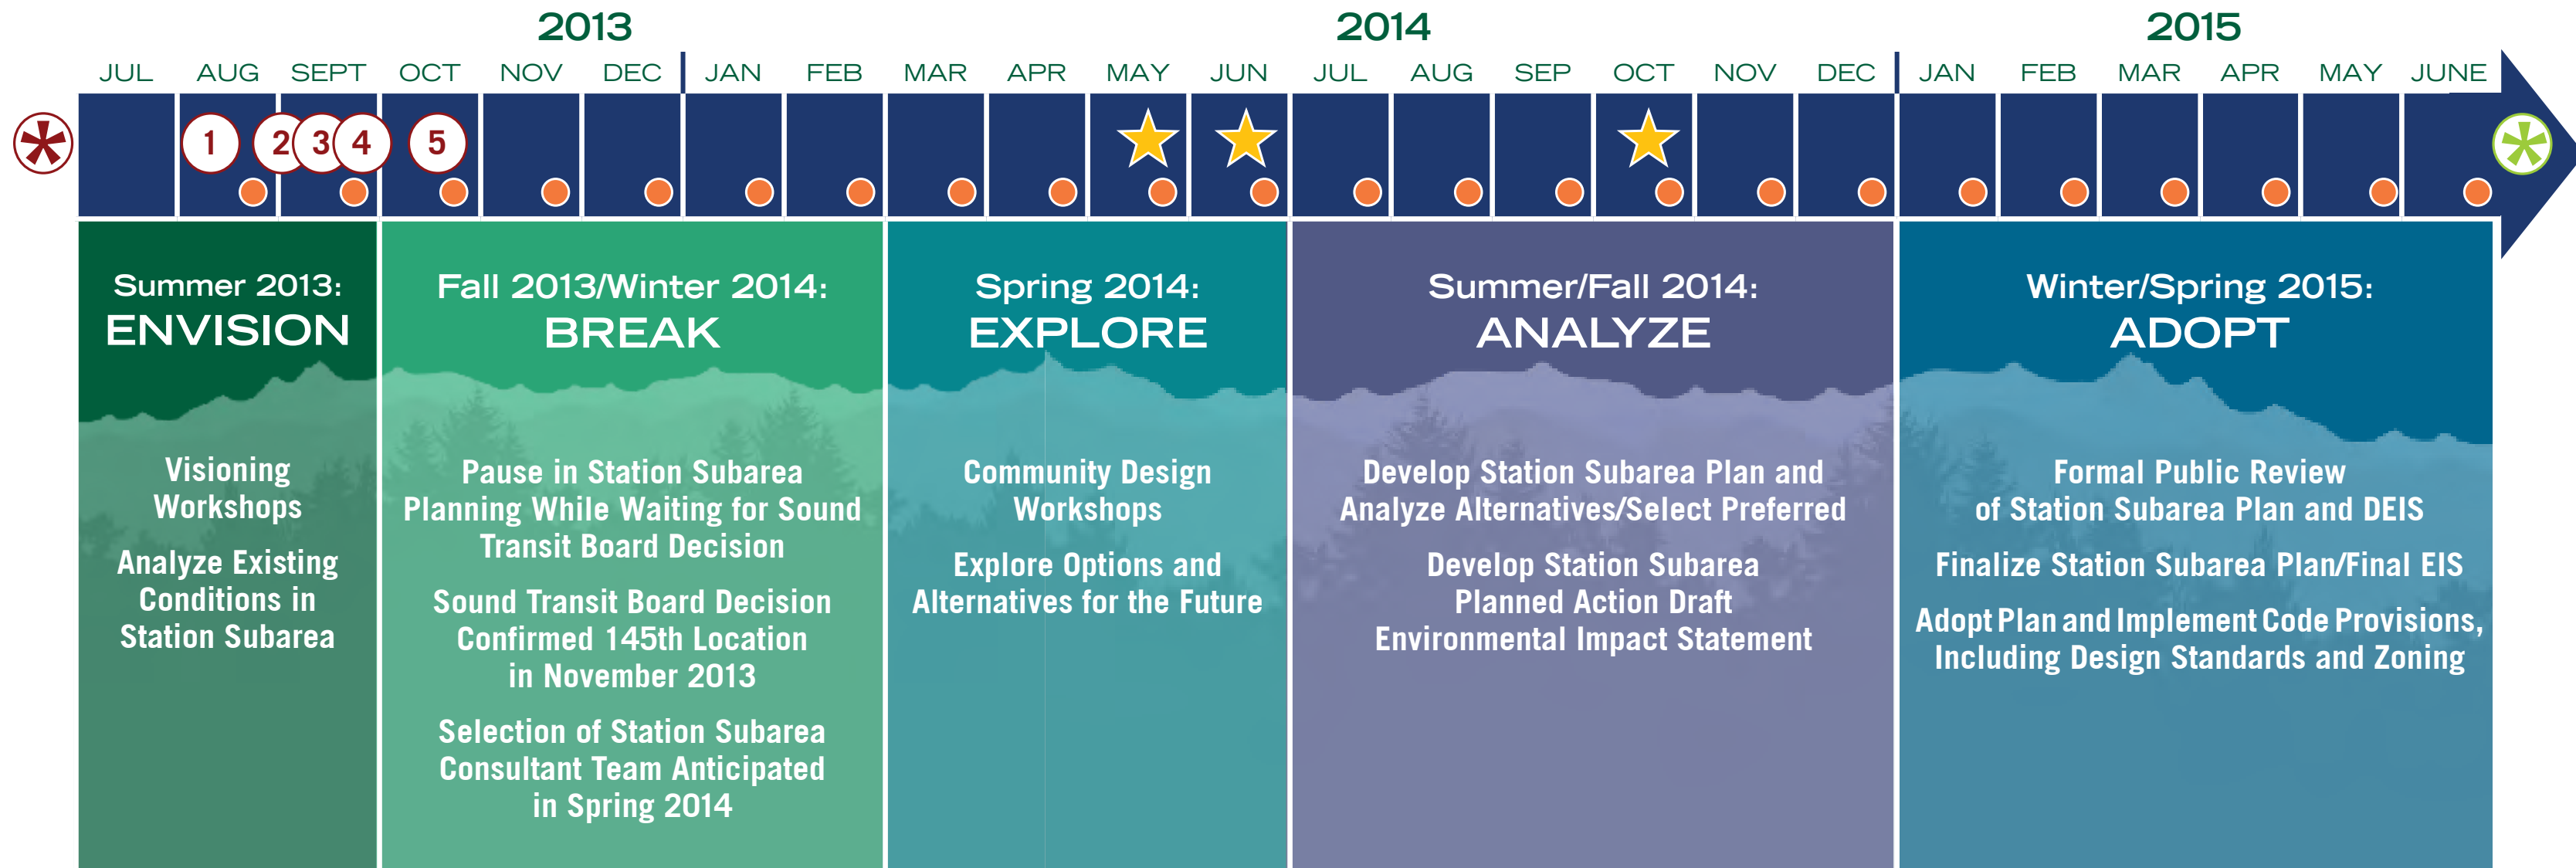 2013
2014
2015
JUL AUG SEPT OCT NOV DEC JAN FEB MAR APR MAY JUN JUL AUG SEP OCT NOV DEC JAN FEB MAR APR MAY JUNE
1 2 3 4 5
Summer 2013:
ENVISION
Visioning
Workshops
Analyze Existing
Conditions in
Station Subarea
Fall 2013/Winter 2014:
BREAK
Pause in Station Subarea
Planning While Waiting for Sound
Transit Board Decision
Sound Transit Board Decision
Confirmed 145th Location
in November 2013
Selection of Station Subarea
Consultant Team Anticipated
in Spring 2014
Spring 2014:
EXPLORE
Community Design
Workshops
Explore Options and
Alternatives for the Future
Summer/Fall 2014:
ANALYZE
Develop Station Subarea Plan and
Analyze Alternatives/Select Preferred
Develop Station Subarea
Planned Action Draft
Environmental Impact Statement
Winter/Spring 2015:
ADOPT
Formal Public Review
of Station Subarea Plan and DEIS
Finalize Station Subarea Plan/Final EIS
Adopt Plan and Implement Code Provisions,
Including Design Standards and Zoning